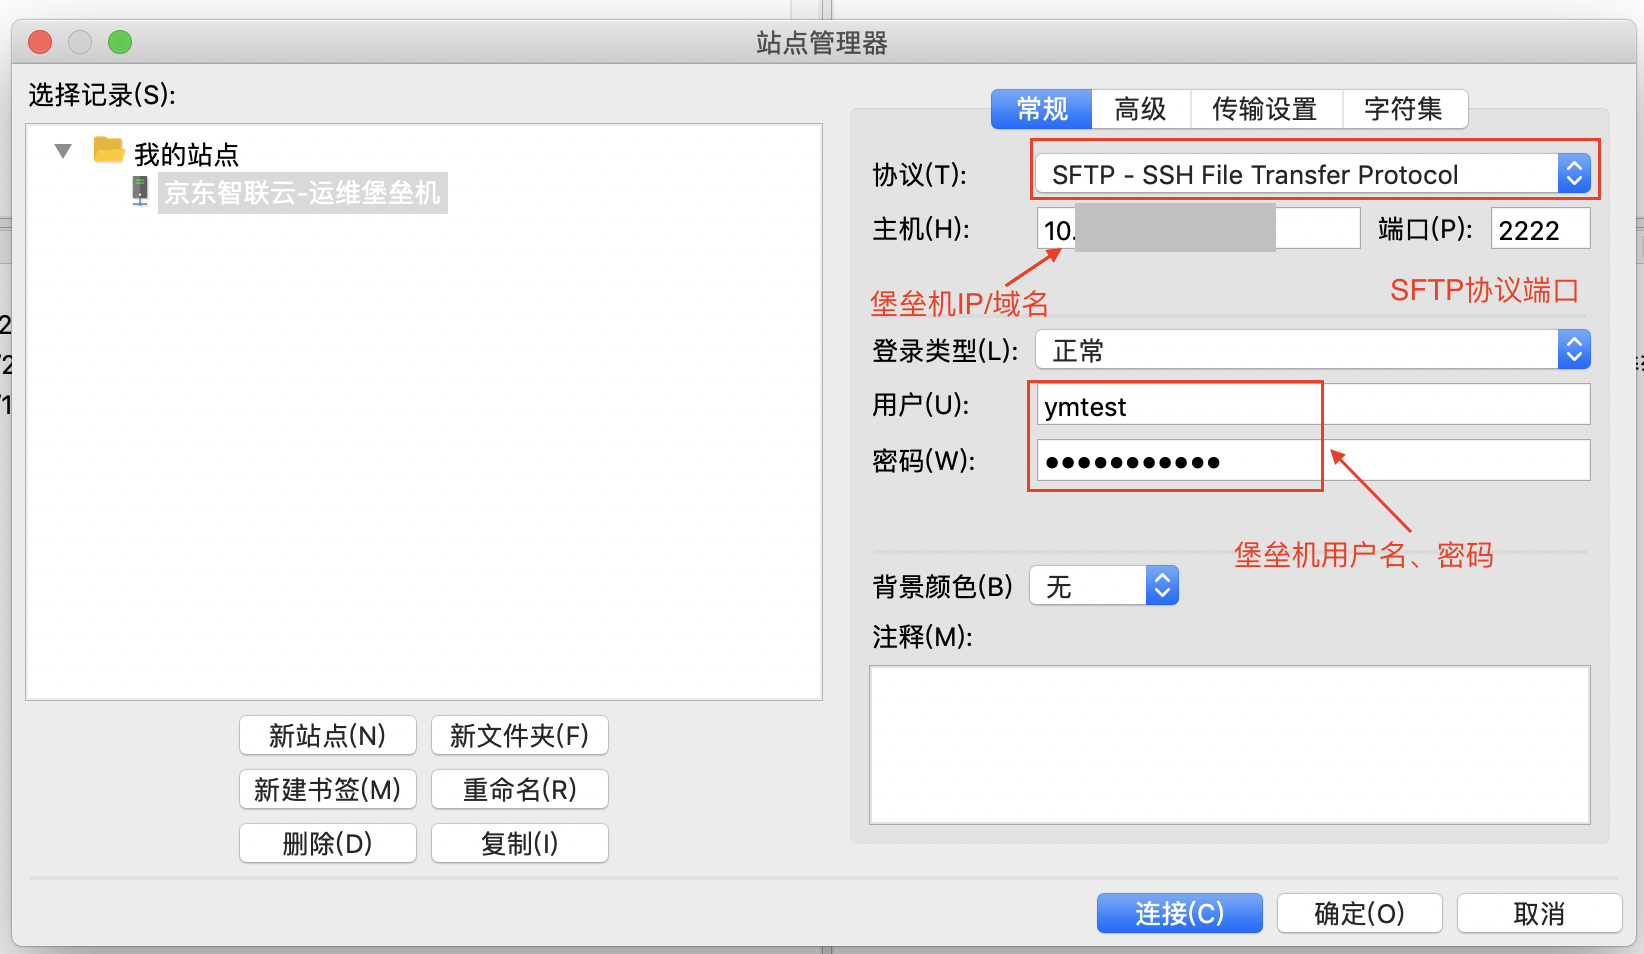 站点管理器
选择记录(S):
我的站点
京东智联云-运维堡垒机
新站点(N) 新文件夹(F)
新建书签(M) 重命名(R)
删除(D) 复制(I)
常规 高级 传输设置 字符集
协议(T): SFTP - SSH File Transfer Protocol
主机(H): 10. 端口(P): 2222
堡垒机IP/域名 SFTP协议端口
登录类型(L): 正常
用户(U): ymtest
密码(W): ●●●●●●●●●●●
堡垒机用户名、密码
背景颜色(B) 无
注释(M):
连接(C) 确定(O) 取消